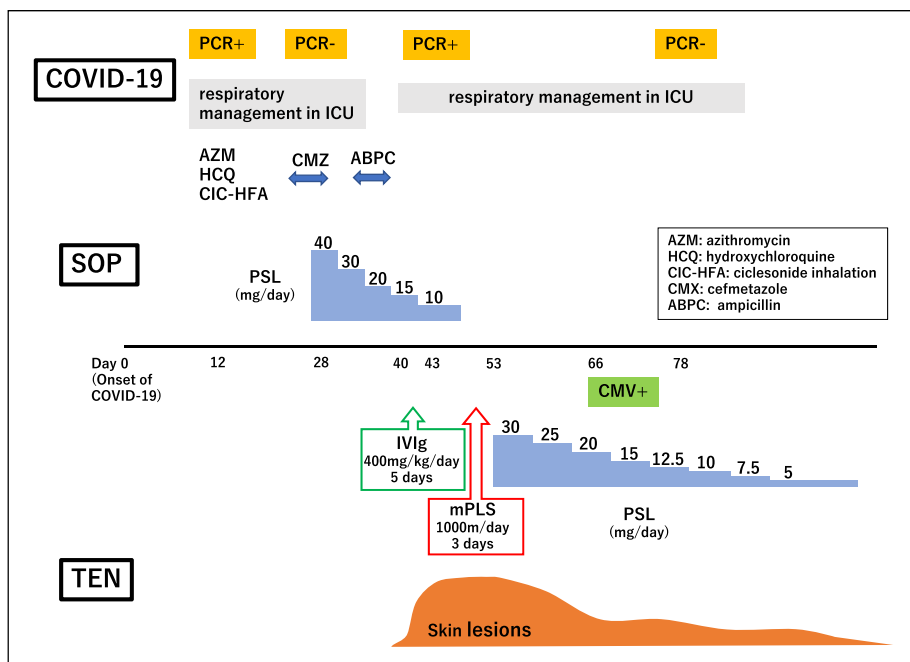 PCR+
PCR-
PCR+
PCR-
COVID-19
respiratory
management in ICU
respiratory management in ICU
AZM
HCQ
CIC-HFA
CMZ
ABPC
SOP
PSL
(mg/day)
40
30
20
15
10
AZM: azithromycin
HCQ: hydroxychloroquine
CIC-HFA: ciclesonide inhalation
CMX: cefmetazole
ABPC: ampicillin
Day 0
(Onset of
COVID-19)
12
28
40
43
53
66
78
CMV+
IVIg
400mg/kg/day
5 days
mPLS
1000m/day
3 days
30
25
20
15
12.5
10
7.5
5
PSL
(mg/day)
TEN
Skin lesions